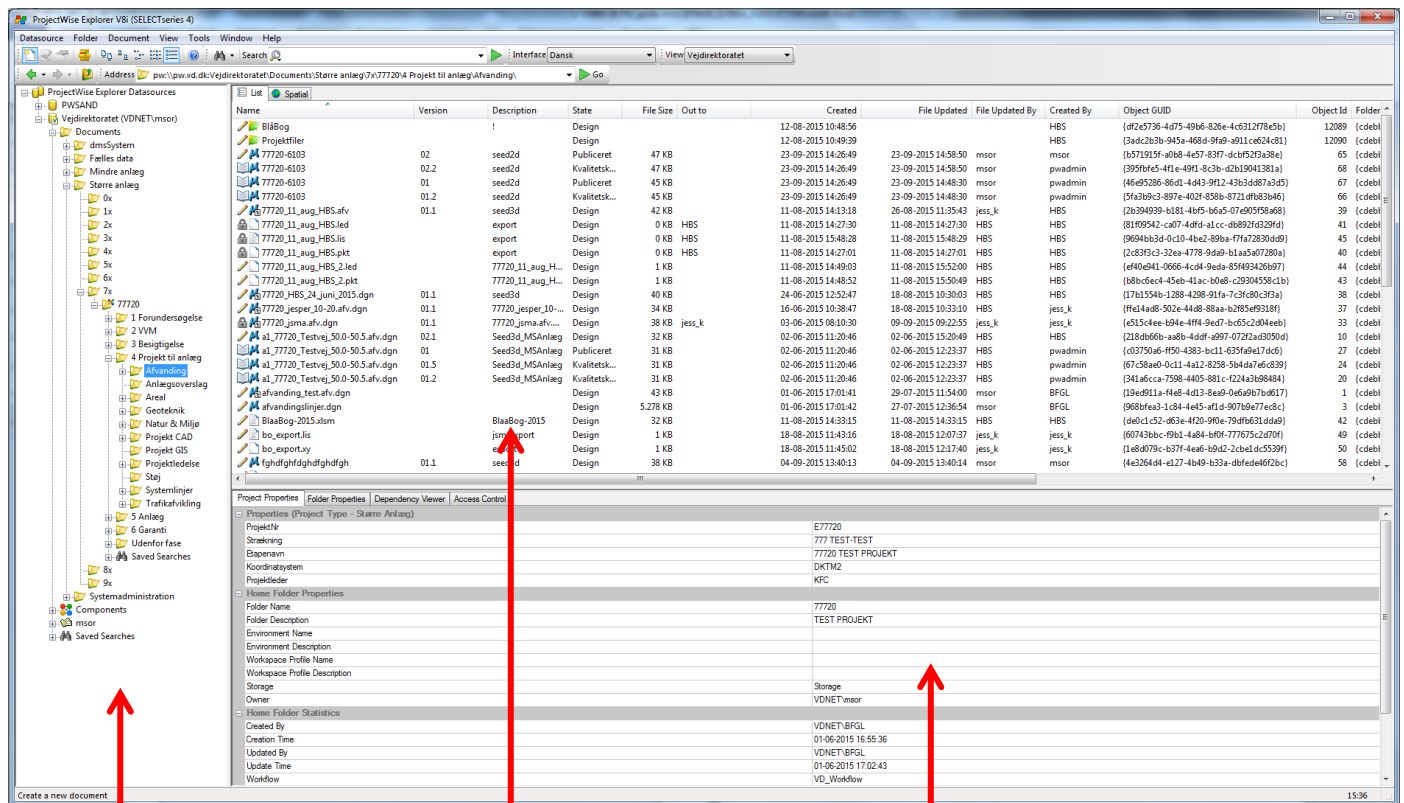 ProjectWise Explorer V8i (SELECTseries 4)
Datasource Folder Document View Tools Window Help
Search Interface Dansk View Vejdirektoratet
Address pw:\\pw.vd.dk:Vejdirektoratet\Documents\Større anlæg\7x\77720\4 Projekt til anlæg\Afvanding\ Go
ProjectWise Explorer Datasources
PWSAND
Vejdirektoratet (VDNET\msor)
Documents
dmsSystem
Fælles data
Mindre anlæg
Større anlæg
0x
1x
2x
3x
4x
5x
6x
7x
77720
1 Forundersøgelse
2 VVM
3 Besigtigelse
4 Projekt til anlæg
Afvanding
Anlægsoverslag
Areal
Geoteknik
Natur & Miljø
Projekt CAD
Projekt GIS
Projektledelse
Støj
Systemlinjer
Trafikafvikling
5 Anlæg
6 Garanti
Udenfor fase
Saved Searches
8x
9x
Systemadministration
Components
msor
Saved Searches
List Spatial
Name Version Description State File Size Out to Created File Updated File Updated By Created By Object GUID Object Id Folder
BlåBog ! Design 12-08-2015 10:48:56 HBS {df2e5736-4d75-49b6-826e-4c6312f78e5b} 12089 {cdebl
Projektfiler Design 12-08-2015 10:49:39 HBS {3adc2b3b-945a-468d-9fa9-a911ce624c81} 12090 {cdebl
77720-6103 02 seed2d Publiceret 47 KB 23-09-2015 14:26:49 23-09-2015 14:58:50 msor msor {b571915f-a0b8-4e57-83f7-dcbf52f3a38e} 65 {cdebl
77720-6103 02.2 seed2d Kvalitetsk... 47 KB 23-09-2015 14:26:49 23-09-2015 14:58:50 msor pwadmin {395fbfe5-4f1e-49f1-8c3b-d2b19041381a} 68 {cdebl
77720-6103 01 seed2d Publiceret 45 KB 23-09-2015 14:26:49 23-09-2015 14:48:30 msor pwadmin {46e95286-86d1-4d43-9f12-43b3dd87a3d5} 67 {cdebl
77720-6103 01.2 seed2d Kvalitetsk... 45 KB 23-09-2015 14:26:49 23-09-2015 14:48:30 msor pwadmin {5fa3b9c3-897e-402f-858b-8721dfb83b46} 66 {cdebl
77720_11_aug_HBS.afv 01.1 seed3d Design 42 KB 11-08-2015 14:13:18 26-08-2015 11:35:43 jess_k HBS {2b394939-b181-4bf5-b6a5-07e905f58a68} 39 {cdebl
77720_11_aug_HBS.led export Design 0 KB HBS 11-08-2015 14:27:30 11-08-2015 14:27:30 HBS HBS {81f09542-ca07-4dfd-a1cc-db892fd329fd} 41 {cdebl
77720_11_aug_HBS.lis export Design 0 KB HBS 11-08-2015 15:48:28 11-08-2015 15:48:29 HBS HBS {9694bb3d-0c10-4be2-89ba-f7fa72830dd9} 45 {cdebl
77720_11_aug_HBS.pkt export Design 0 KB HBS 11-08-2015 14:27:01 11-08-2015 14:27:01 HBS HBS {2c83f3c3-32ea-4778-9da9-b1aa5a07280a} 40 {cdebl
77720_11_aug_HBS_2.led 77720_11_aug_H... Design 1 KB 11-08-2015 14:49:03 11-08-2015 15:52:00 HBS HBS {ef40e941-0666-4cd4-9eda-85f493426b97} 44 {cdebl
77720_11_aug_HBS_2.pkt 77720_11_aug_H... Design 1 KB 11-08-2015 14:48:52 11-08-2015 15:50:49 HBS HBS {b8bc6ec4-45eb-41ac-b0e8-c29304558c1b} 43 {cdebl
77720_HBS_24_juni_2015.dgn 01.1 seed3d Design 40 KB 24-06-2015 12:52:47 18-08-2015 10:30:03 HBS HBS {17b1554b-1288-4298-91fa-7c3fc80c3f3a} 38 {cdebl
77720_jesper_10-20.afv.dgn 01.1 77720_jesper_10-... Design 34 KB 16-06-2015 10:38:47 18-08-2015 10:33:10 HBS jess_k {ffe14ad8-502e-44d8-88aa-b2f85ef9318f} 37 {cdebl
77720_jsma.afv.dgn 01.1 77720_jsma.afv.... Design 38 KB jess_k 03-06-2015 08:10:30 09-09-2015 09:22:55 jess_k jess_k {e515c4ee-b94e-4ff4-9ed7-bc65c2d04eeb} 33 {cdebl
a1_77720_Testvej_50.0-50.5.afv.dgn 02.1 Seed3d_MSAnlæg Design 32 KB 02-06-2015 11:20:46 02-06-2015 15:20:49 HBS HBS {218db66b-aa8b-4ddf-a997-072f2ad3050d} 10 {cdebl
a1_77720_Testvej_50.0-50.5.afv.dgn 01 Seed3d_MSAnlæg Publiceret 31 KB 02-06-2015 11:20:46 02-06-2015 12:23:37 HBS pwadmin {c03750a6-ff50-4383-bc11-635fa9e17dc6} 27 {cdebl
a1_77720_Testvej_50.0-50.5.afv.dgn 01.5 Seed3d_MSAnlæg Kvalitetsk... 31 KB 02-06-2015 11:20:46 02-06-2015 12:23:37 HBS pwadmin {67c58ae0-0c11-4a12-8258-5b4da7e6c839} 24 {cdebl
a1_77720_Testvej_50.0-50.5.afv.dgn 01.2 Seed3d_MSAnlæg Kvalitetsk... 31 KB 02-06-2015 11:20:46 02-06-2015 12:23:37 HBS pwadmin {341a6cca-7598-4405-881c-f224a3b98484} 20 {cdebl
afvanding_test.afv.dgn Design 43 KB 01-06-2015 17:01:41 29-07-2015 11:54:00 msor BFGL {19ed911a-f4e8-4d13-8ea9-0e6a9b7bd617} 1 {cdebl
afvandingslinjer.dgn Design 5.278 KB 01-06-2015 17:01:42 27-07-2015 12:36:54 msor BFGL {968bfea3-1c84-4e45-af1d-907b9e77ec8c} 3 {cdebl
BlaaBog-2015.xlsm BlaaBog-2015 Design 32 KB 11-08-2015 14:33:15 11-08-2015 14:33:15 HBS HBS {de0c1c52-d63e-4f20-9f0e-79dfb631dda9} 42 {cdebl
bo_export.lis Design 1 KB 18-08-2015 11:43:16 18-08-2015 12:07:37 jess_k jess_k {60743bbc-f9b1-4a84-bf0f-777675c2d70f} 49 {cdebl
bo_export.xy Design 1 KB 18-08-2015 11:45:02 18-08-2015 12:17:40 jess_k jess_k {1e8d079c-b37f-4ea6-b9d2-2cbe1dc5539f} 50 {cdebl
fghdfghfdghdfghdfgh 01.1 Design 38 KB 04-09-2015 13:40:13 04-09-2015 13:40:14 msor msor {4e3264d4-e127-4b49-b33a-dbfede46f2bc} 58 {cdebl
Project Properties Folder Properties Dependency Viewer Access Control
Properties (Project Type - Større Anlæg)
ProjektNr E77720
Strækning 777 TEST-TEST
Etapenavn 77720 TEST PROJEKT
Koordinatsystem DKTM2
Projektleder KFC
Home Folder Properties
Folder Name 77720
Folder Description TEST PROJEKT
Environment Name
Environment Description
Workspace Profile Name
Workspace Profile Description
Storage Storage
Owner VDNET\msor
Home Folder Statistics
Created By VDNET\BFGL
Creation Time 01-06-2015 16:55:36
Updated By VDNET\BFGL
Update Time 01-06-2015 17:02:43
Workflow VD_Workflow
Create a new document 15:36